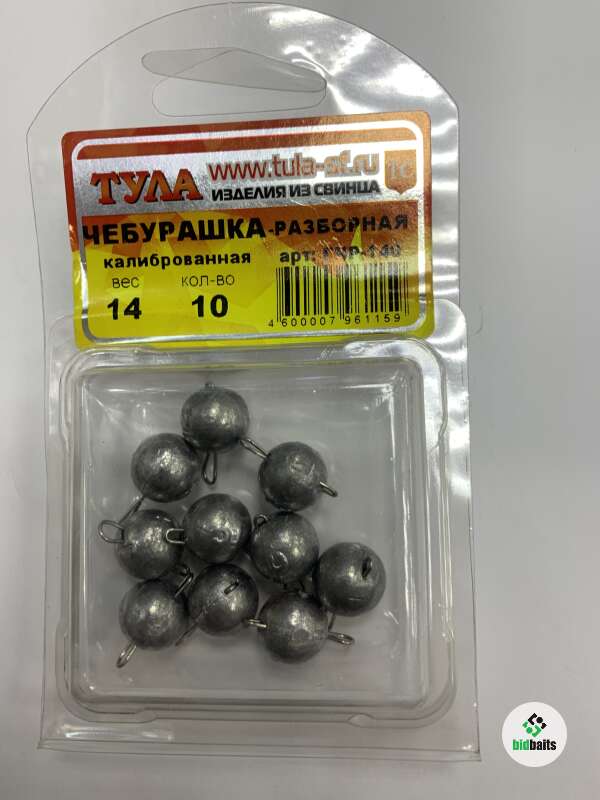 ТУЛА
www.tula-sf.ru
ИЗДЕЛИЯ ИЗ СВИНЦА
ЧЕБУРАШКА-РАЗБОРНАЯ
калиброванная
арт:
вес кол-во
14 10
4 600007 961159
bidbaits